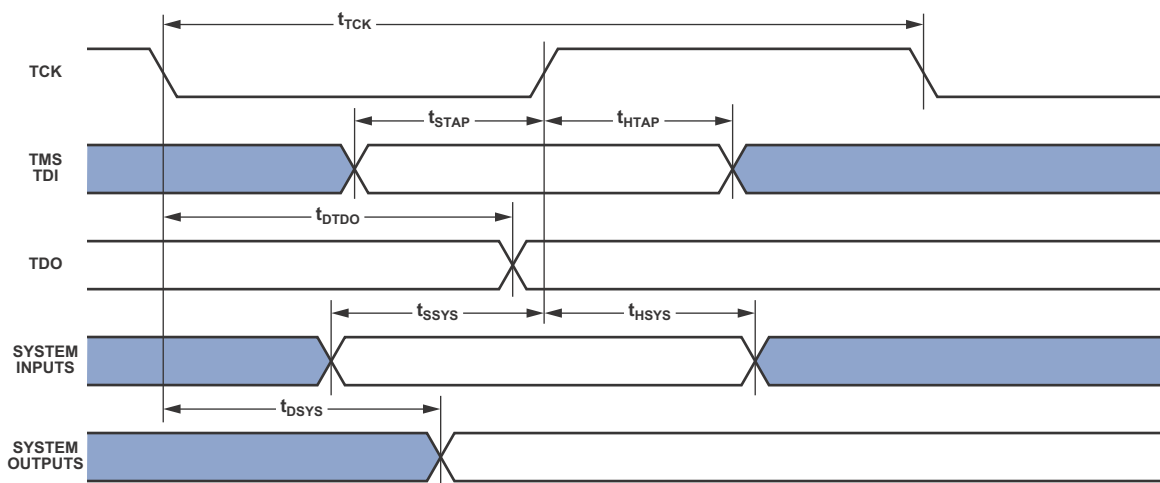 tTCK
TCK
tSTAP
tHTAP
TMS
TDI
tDTDO
TDO
tSSYS
tHSYS
SYSTEM
INPUTS
tDSYS
SYSTEM
OUTPUTS